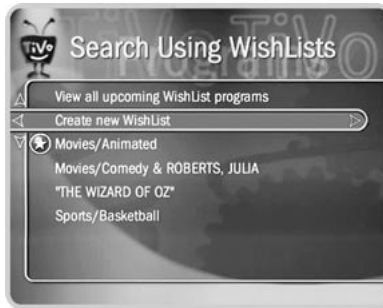 TiVo
Search Using WishLists
View all upcoming WishList programs
Create new WishList
Movies/Animated
Movies/Comedy & ROBERTS, JULIA
"THE WIZARD OF OZ"
Sports/Basketball